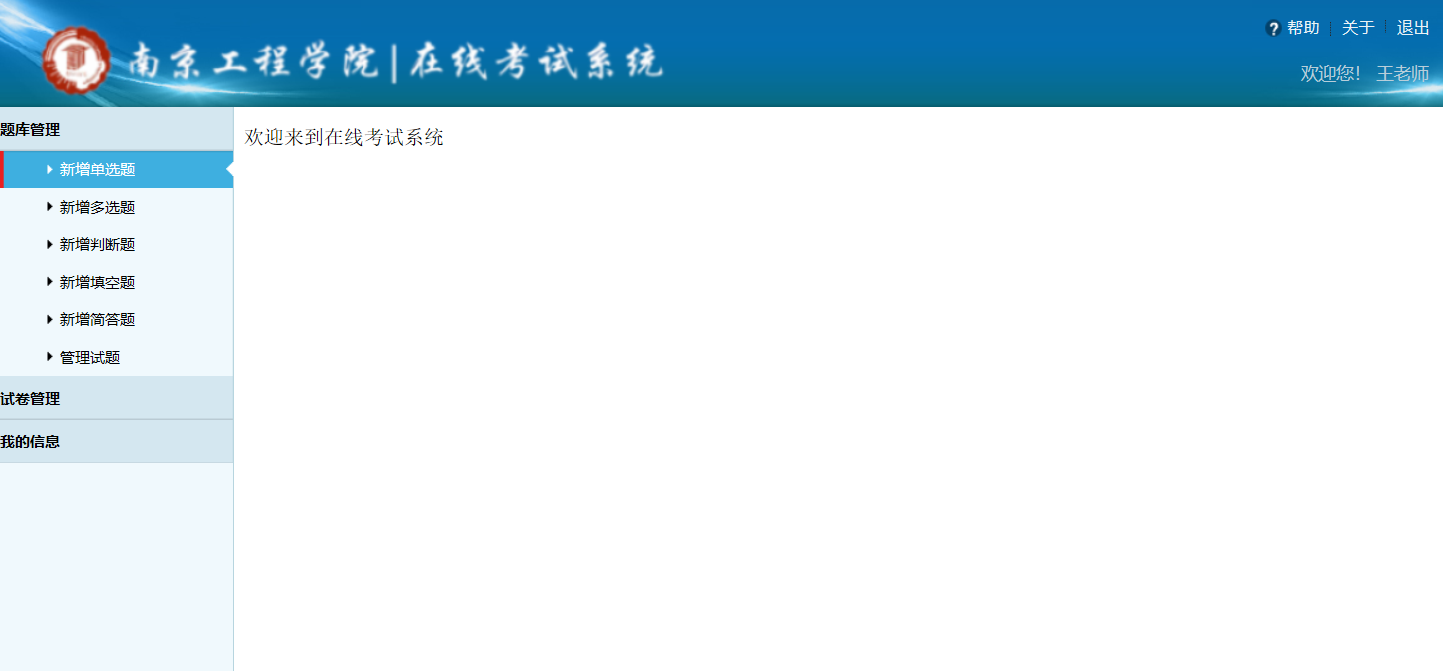 南京工程学院|在线考试系统
帮助 关于 退出
欢迎您! 王老师
题库管理
新增单选题
新增多选题
新增判断题
新增填空题
新增简答题
管理试题
试卷管理
我的信息
欢迎来到在线考试系统